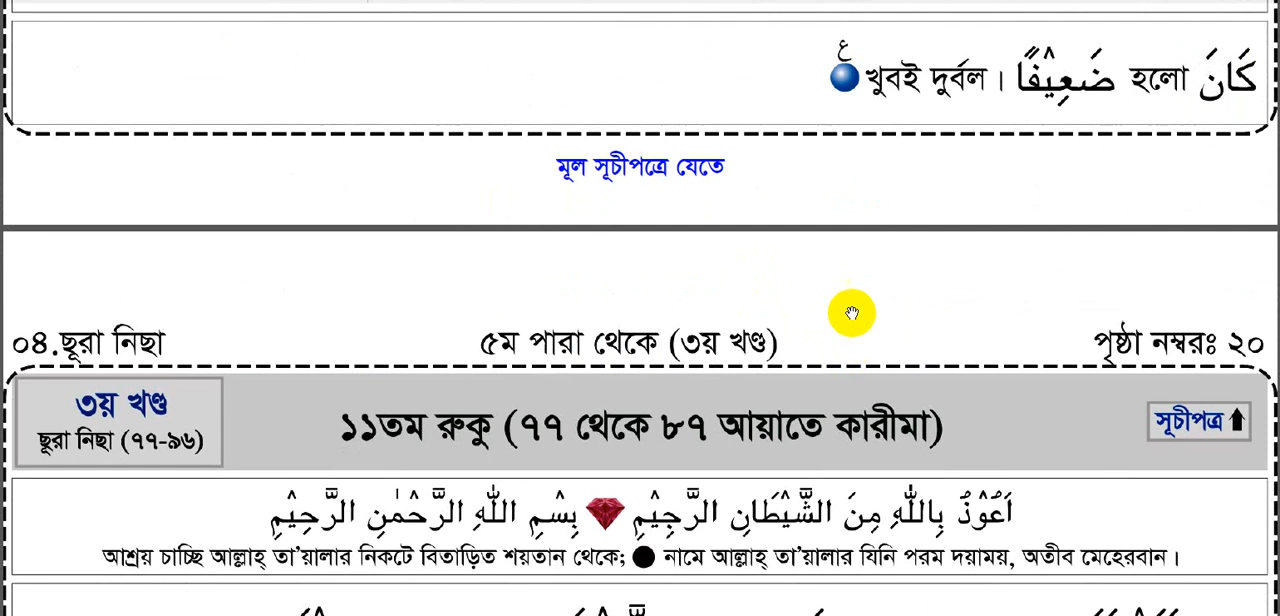 كَانَ হলো ضَعِيْفًا খুবই দুর্বল। ع
মূল সূচীপত্রে যেতে
০৪.ছূরা নিছা ৫ম পারা থেকে (৩য় খণ্ড) পৃষ্ঠা নম্বরঃ ২০
৩য় খণ্ড
ছূরা নিছা (৭৭-৯৬)
১১তম রুকু (৭৭ থেকে ৮৭ আয়াতে কারীমা)
সূচীপত্র
اَعُوْذُ بِاللّٰهِ مِنَ الشَّيْطَانِ الرَّجِيْمِ بِسْمِ اللّٰهِ الرَّحْمٰنِ الرَّحِيْمِ
আশ্রয় চাচ্ছি আল্লাহ্ তা’য়ালার নিকটে বিতাড়িত শয়তান থেকে; নামে আল্লাহ্ তা’য়ালার যিনি পরম দয়াময়, অতীব মেহেরবান।